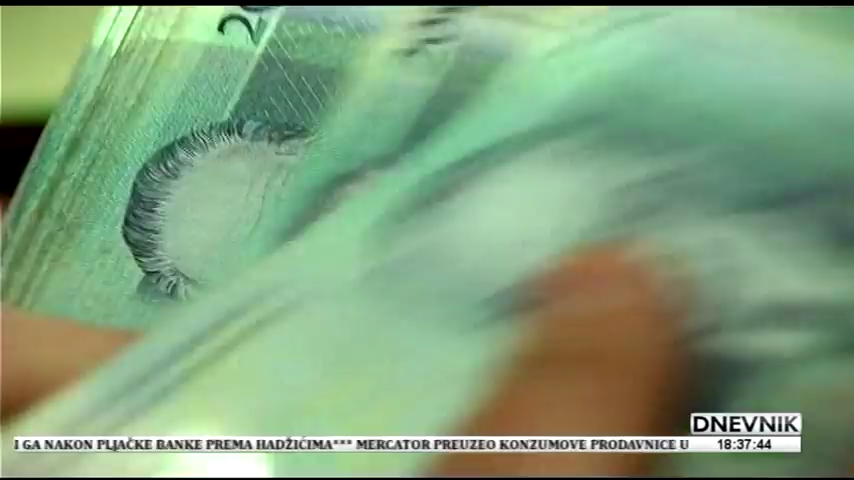 DNEVNIK
I GA NAKON PLJAČKE BANKE PREMA HADŽIĆIMA*** MERCATOR PREUZEO KONZUMOVE PRODAVNICE U
18:37:44